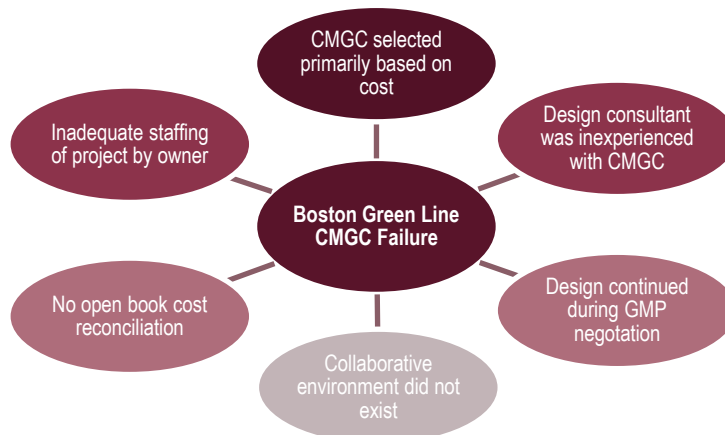 CMGC selected
primarily based on
cost
Inadequate staffing
of project by owner
Design consultant
was inexperienced
with CMGC
Boston Green Line
CMGC Failure
No open book cost
reconciliation
Design continued
during GMP
negotation
Collaborative
environment did not
exist